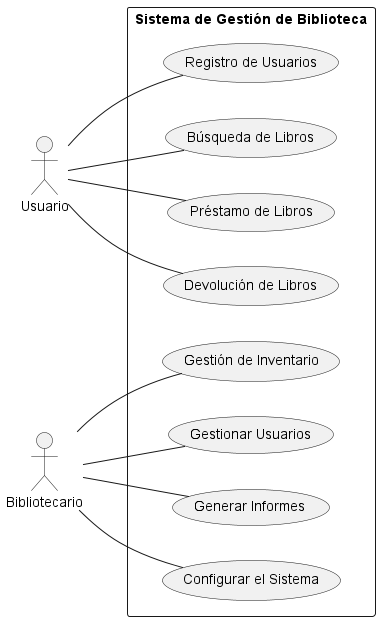 Sistema de Gestión de Biblioteca
Registro de Usuarios
Búsqueda de Libros
Préstamo de Libros
Usuario
Devolución de Libros
Gestión de Inventario
Gestionar Usuarios
Bibliotecario
Generar Informes
Configurar el Sistema